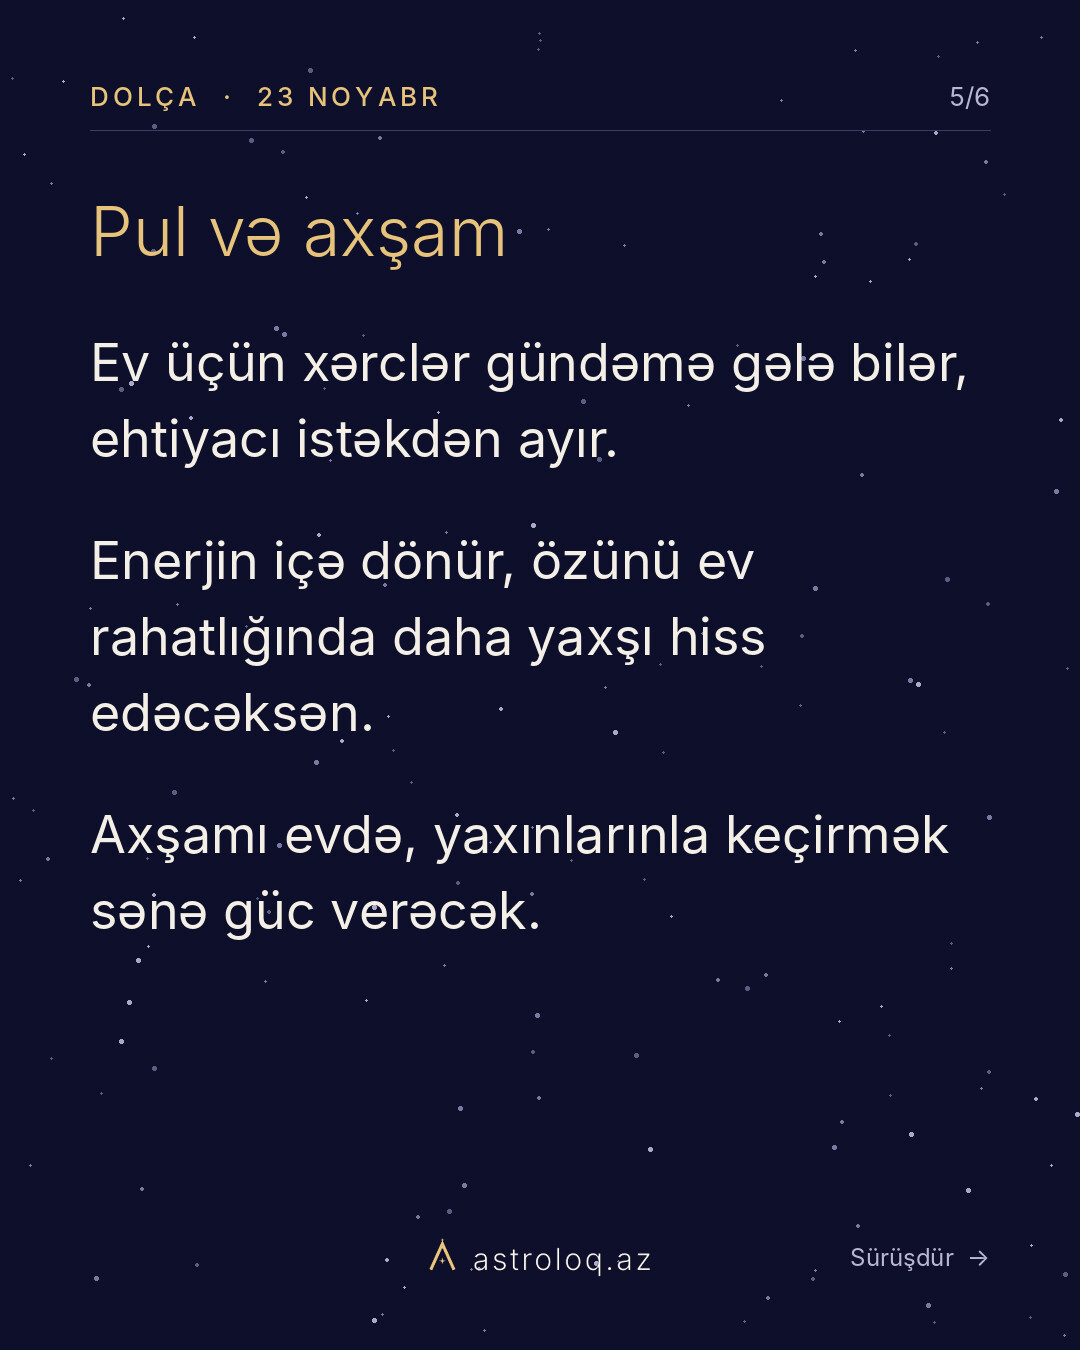 DOLÇA · 23 NOYABR
5/6
Pul və axşam
Ev üçün xərclər gündəmə gələ bilər,
ehtiyacı istəkdən ayır.
Enerjin içə dönür, özünü ev
rahatlığında daha yaxşı hiss
edəcəksən.
Axşamı evdə, yaxınlarınla keçirmək
sənə güc verəcək.
astroloq.az
Sürüşdür →